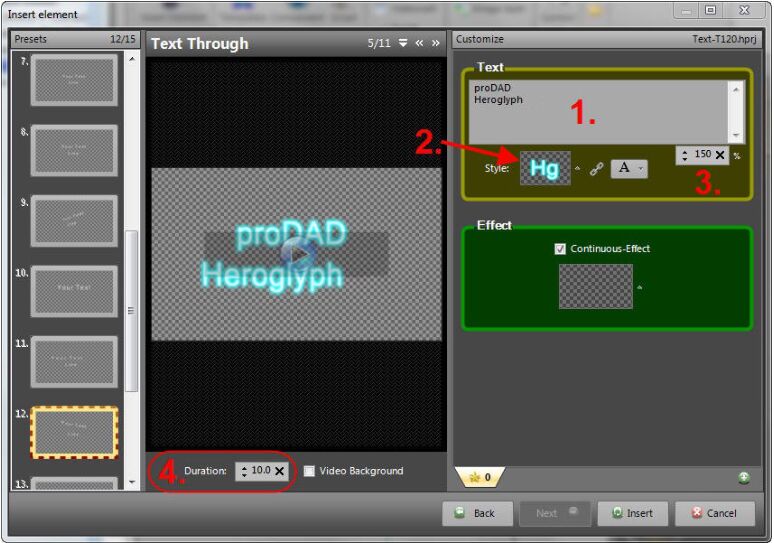 Insert element
Presets 12/15
7.
8.
9.
10.
Your Text
11.
12.
13.
Text Through 5/11
proDAD
Heroglyph
4. Duration: 10.0 Video Background
Customize Text-T120.hprj
Text
proDAD
Heroglyph
1.
2.
Style: Hg A 150 %
3.
Effect
Continuous-Effect
0
Back Next Insert Cancel